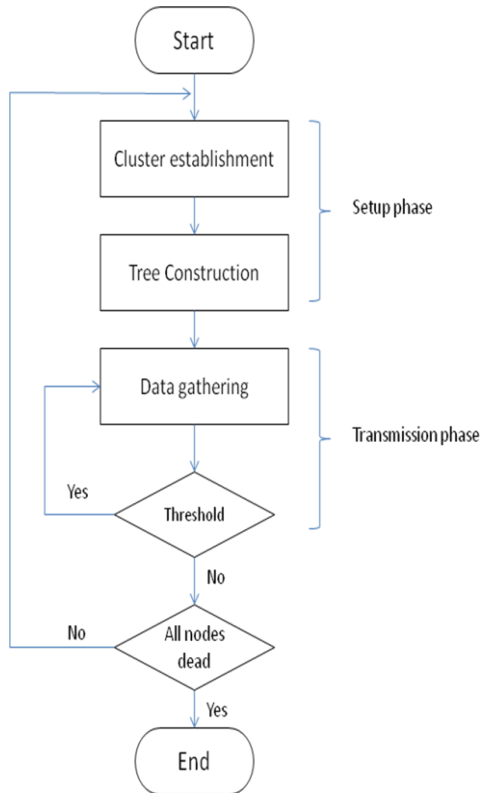 Start
Cluster establishment
Setup phase
Tree Construction
Data gathering
Transmission phase
Yes
Threshold
No
No
All nodes
dead
Yes
End